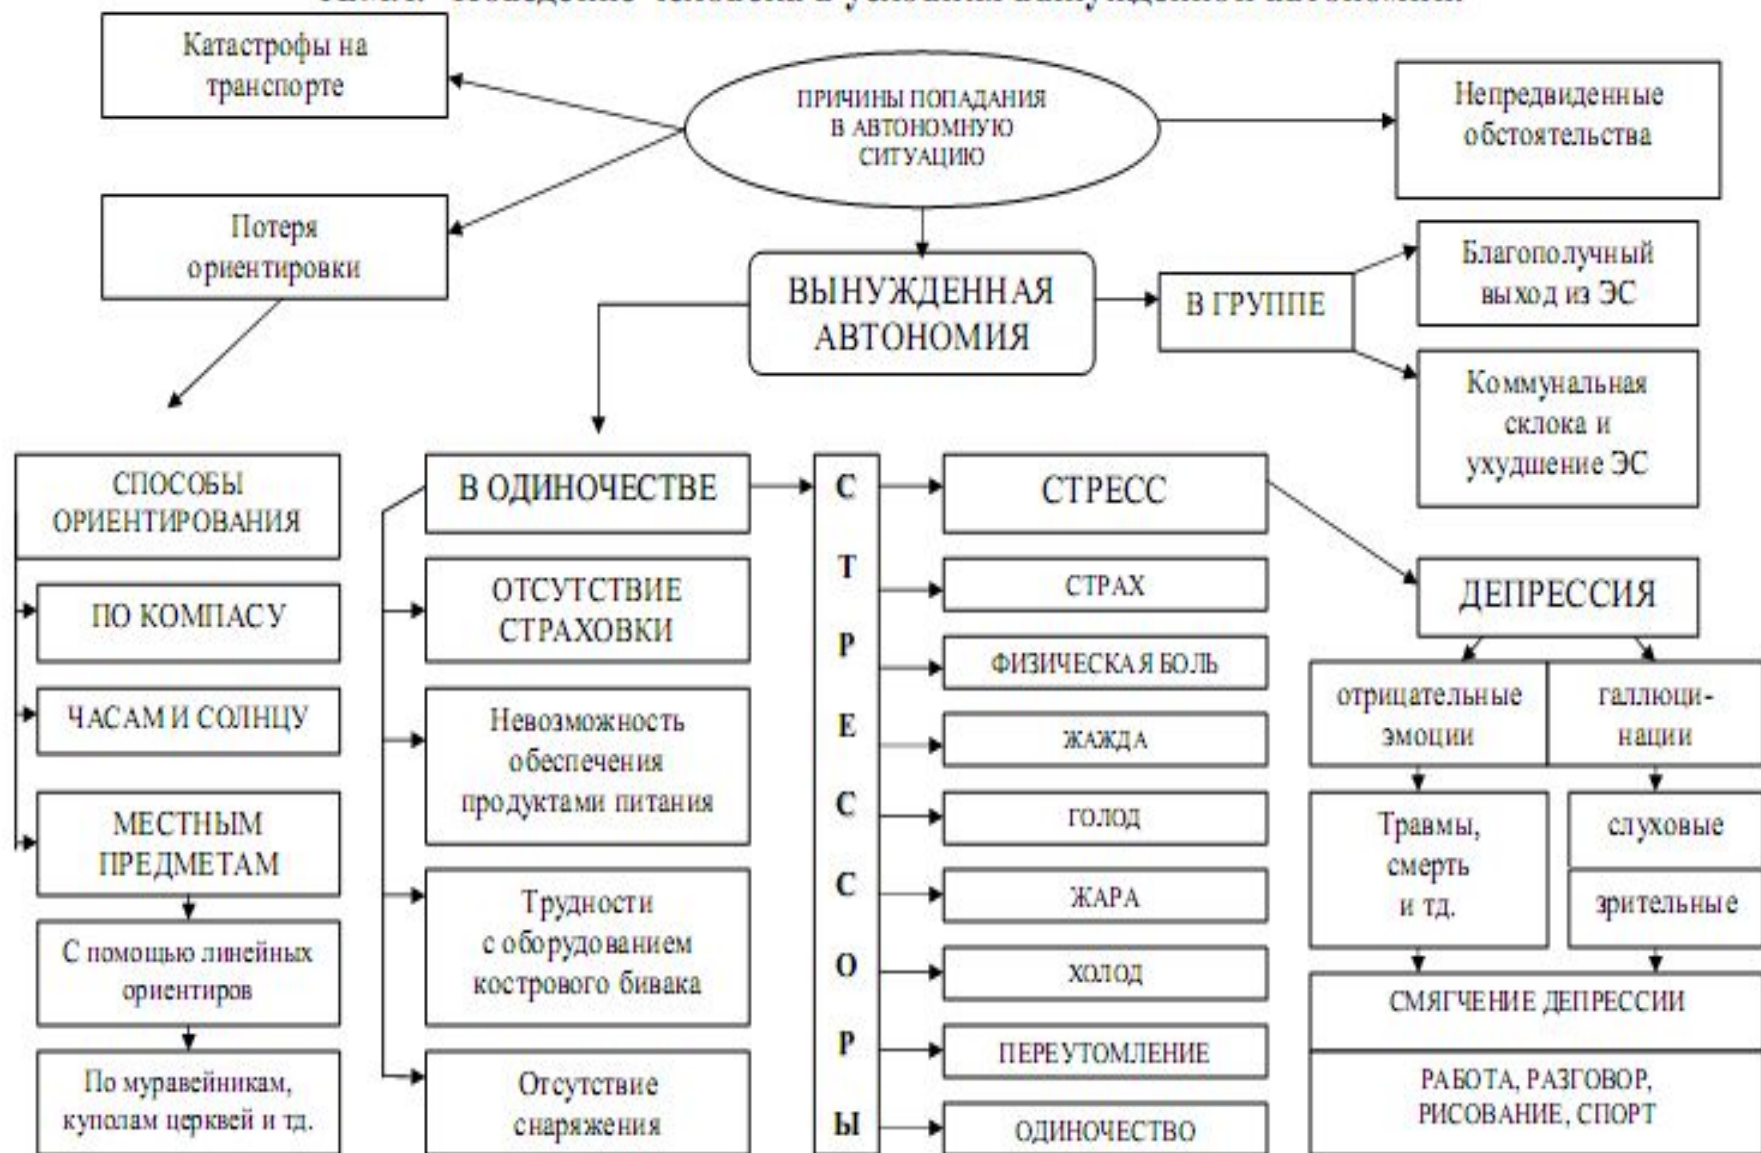 Катастрофы на
транспорте
ПРИЧИНЫ ПОПАДАНИЯ
В АВТОНОМНУЮ
СИТУАЦИЮ
Непредвиденные
обстоятельства
Потеря
ориентировки
ВЫНУЖДЕННАЯ
АВТОНОМИЯ
В ГРУППЕ
Благополучный
выход из ЭС
Коммунальная
склока и
ухудшение ЭС
СПОСОБЫ
ОРИЕНТИРОВАНИЯ
ПО КОМПАСУ
ЧАСАМ И СОЛНЦУ
МЕСТНЫМ
ПРЕДМЕТАМ
С помощью линейных
ориентиров
По муравейникам,
куполам церквей и тд.
В ОДИНОЧЕСТВЕ
ОТСУТСТВИЕ
СТРАХОВКИ
Невозможность
обеспечения
продуктами питания
Трудности
с оборудованием
кострового бивака
Отсутствие
снаряжения
С
Т
Р
Е
С
С
О
Р
Ы
СТРЕСС
СТРАХ
ФИЗИЧЕСКАЯ БОЛЬ
ЖАЖДА
ГОЛОД
ЖАРА
ХОЛОД
ПЕРЕУТОМЛЕНИЕ
ОДИНОЧЕСТВО
ДЕПРЕССИЯ
отрицательные
эмоции
галлюци-
нации
Травмы,
смерть
и тд.
слуховые
зрительные
СМЯГЧЕНИЕ ДЕПРЕССИИ
РАБОТА, РАЗГОВОР,
РИСОВАНИЕ, СПОРТ